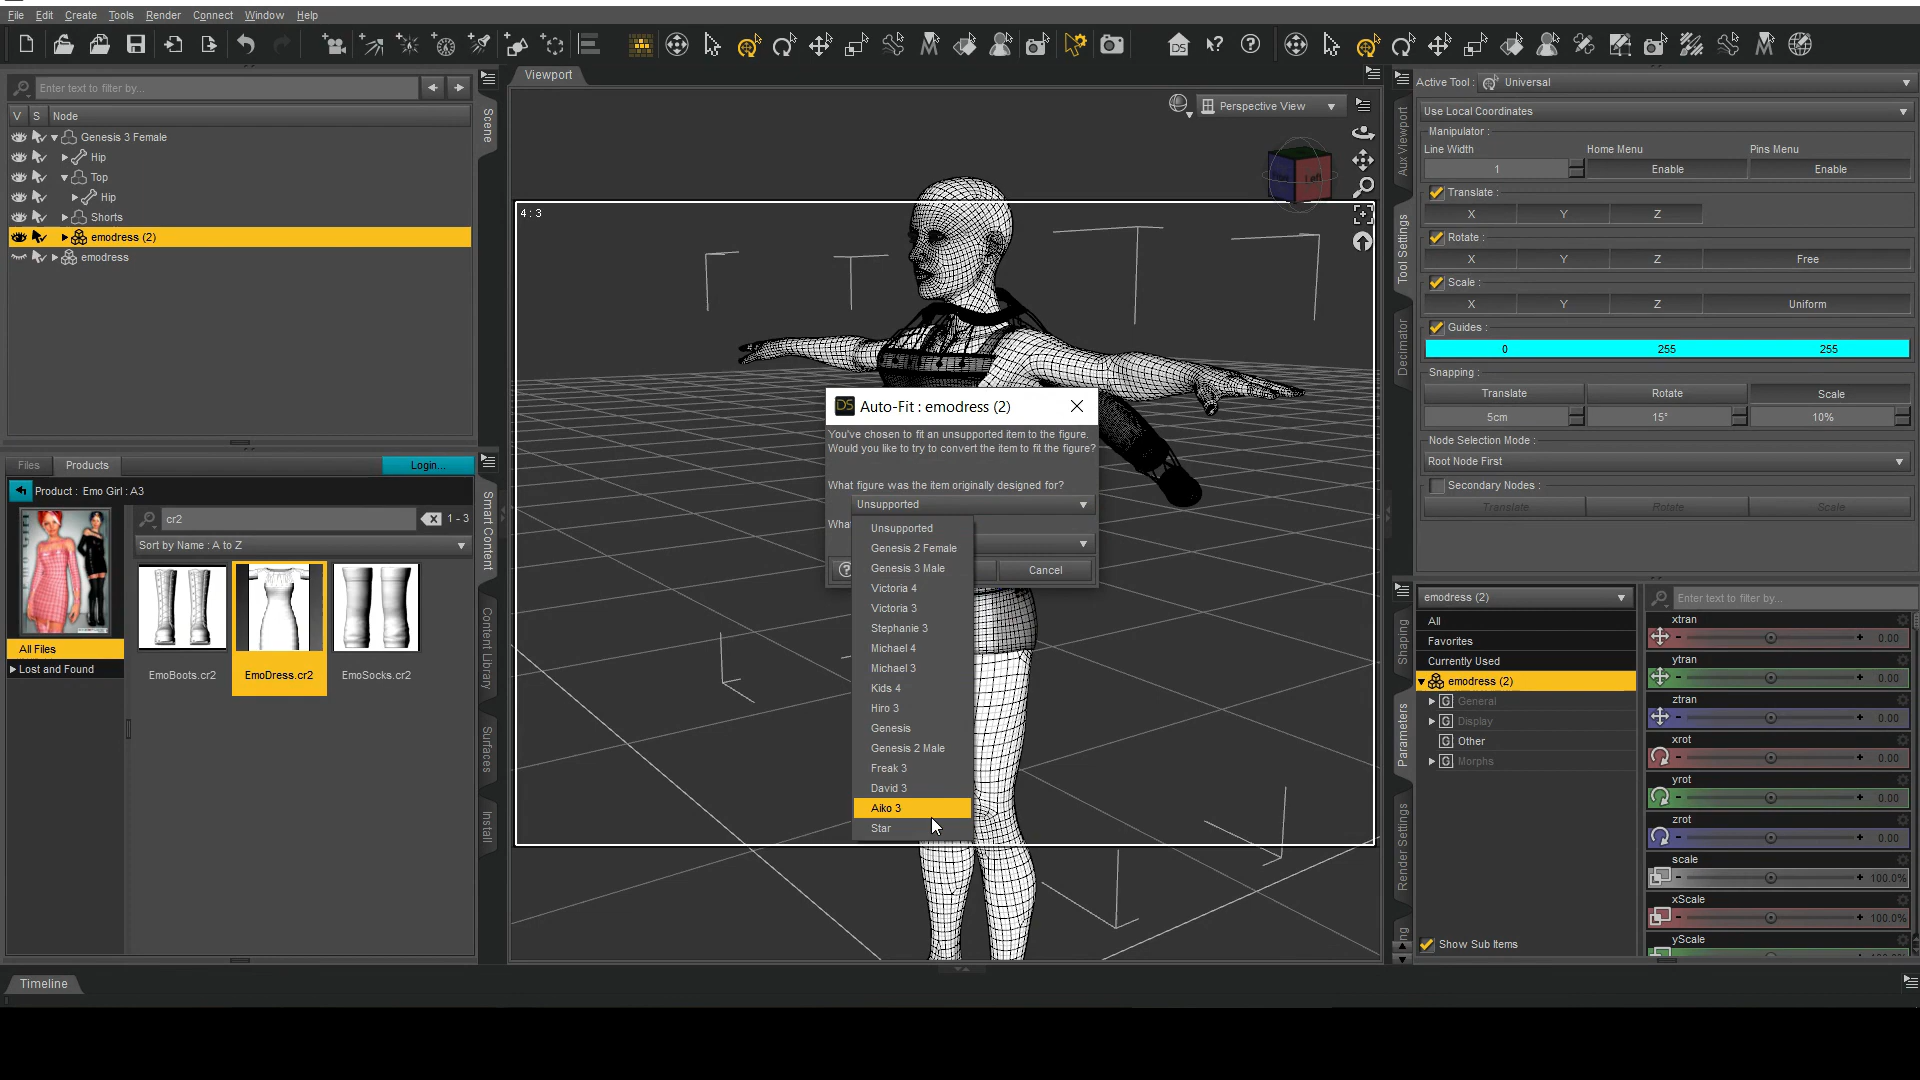 File Edit Create Tools Render Connect Window Help
Viewport
Enter text to filter by...
V S Node
Genesis 3 Female
Hip
Top
Hip
Shorts
emodress (2)
emodress
Scene
Files Products Login...
Product : Emo Girl : A3
cr2 1 - 3
Sort by Name : A to Z
EmoBoots.cr2 EmoDress.cr2 EmoSocks.cr2
All Files
Lost and Found
Smart Content
Content Library
Surfaces
Install
Perspective View
4 : 3
Left
DS Auto-Fit : emodress (2)
You've chosen to fit an unsupported item to the figure.
Would you like to try to convert the item to fit the figure?
What figure was the item originally designed for?
Unsupported
What
Cancel
Unsupported
Genesis 2 Female
Genesis 3 Male
Victoria 4
Victoria 3
Stephanie 3
Michael 4
Michael 3
Kids 4
Hiro 3
Genesis
Genesis 2 Male
Freak 3
David 3
Aiko 3
Star
Aux Viewport
Tool Settings
Decimator
Active Tool : Universal
Use Local Coordinates
Manipulator :
Line Width Home Menu Pins Menu
1 Enable Enable
Translate :
X Y Z
Rotate :
X Y Z Free
Scale :
X Y Z Uniform
Guides :
0 255 255
Snapping :
Translate Rotate Scale
5cm 15° 10%
Node Selection Mode :
Root Node First
Secondary Nodes :
Translate Rotate Scale
Shaping
Parameters
Render Settings
emodress (2) Enter text to filter by...
All
Favorites
Currently Used
emodress (2)
G General
G Display
G Other
G Morphs
Show Sub Items
xtran
0.00
ytran
0.00
ztran
0.00
xrot
0.00
yrot
0.00
zrot
0.00
scale
100.0%
xScale
100.0%
yScale
Timeline